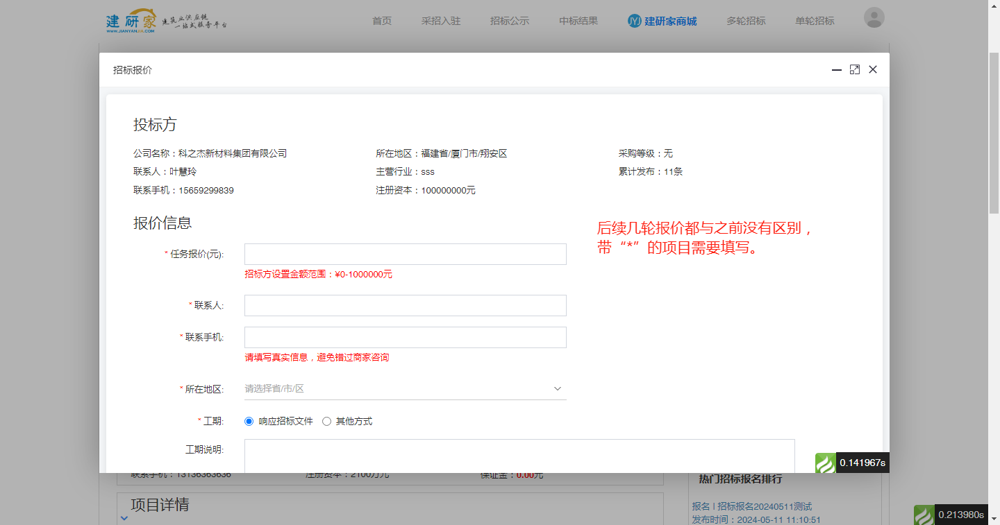 建研家 建筑业供应链
一站式服务平台
WWW.JIANYANJIA.COM
首页 采招入驻 招标公示 中标结果 JYJ 建研家商城 多轮招标 单轮招标
招标报价
投标方
公司名称：科之杰新材料集团有限公司 所在地区：福建省/厦门市/翔安区 采购等级：无
联系人：叶慧玲 主营行业：sss 累计发布：11条
联系手机：15659299839 注册资本：100000000元
报价信息
后续几轮报价都与之前没有区别，
带“*”的项目需要填写。
* 任务报价(元):
招标方设置金额范围：¥0-1000000元
* 联系人:
* 联系手机:
请填写真实信息，避免错过商家咨询
* 所在地区: 请选择省/市/区
* 工期: 响应招标文件 其他方式
工期说明:
0.141967s
联系手机：13136363636 注册资本：2100万元 保证金：0.00元
热门招标报名排行
项目详情
报名 | 招标报名20240511测试
发布时间：2024-05-11 11:10:51
0.213980s